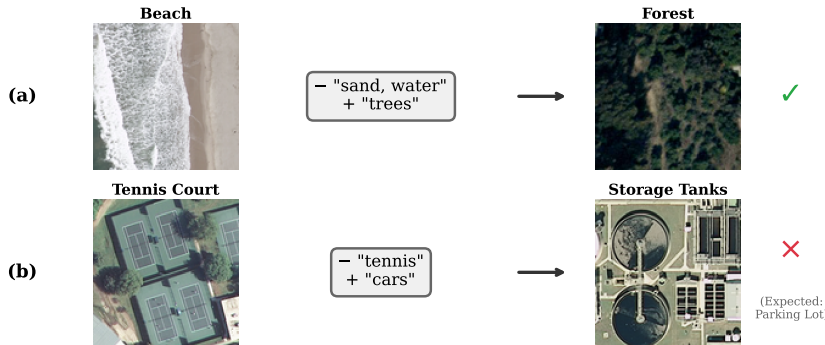 Beach
Forest
(a)
− "sand, water"
+ "trees"
✓
Tennis Court
Storage Tanks
(b)
− "tennis"
+ "cars"
✕
(Expected:
Parking Lot